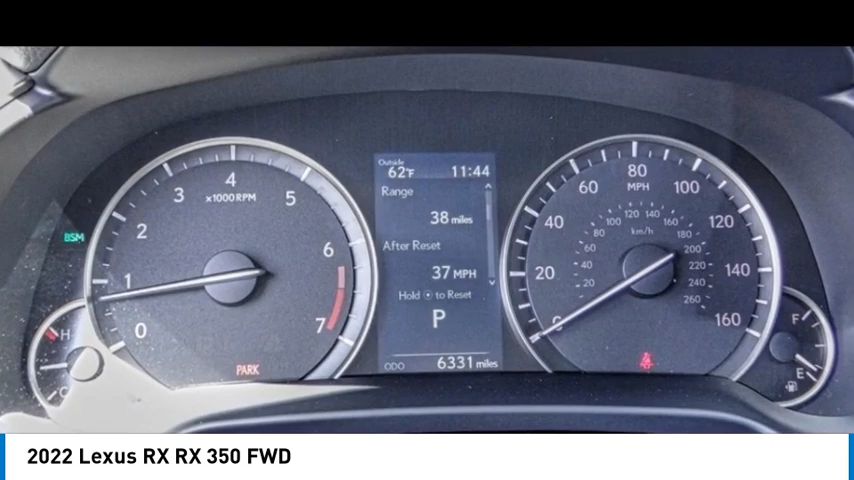 Outside
62°F 11:44
Range
38 miles
After Reset
37 MPH
Hold to Reset
P
ODO 6331 miles
0
1
2
3
4
5
6
7
x1000RPM
BSM
H
PARK
20
40
60
80
100
120
140
160
MPH
km/h
20
40
60
80
100
120
140
160
180
200
220
240
260
F
E
2022 Lexus RX RX 350 FWD